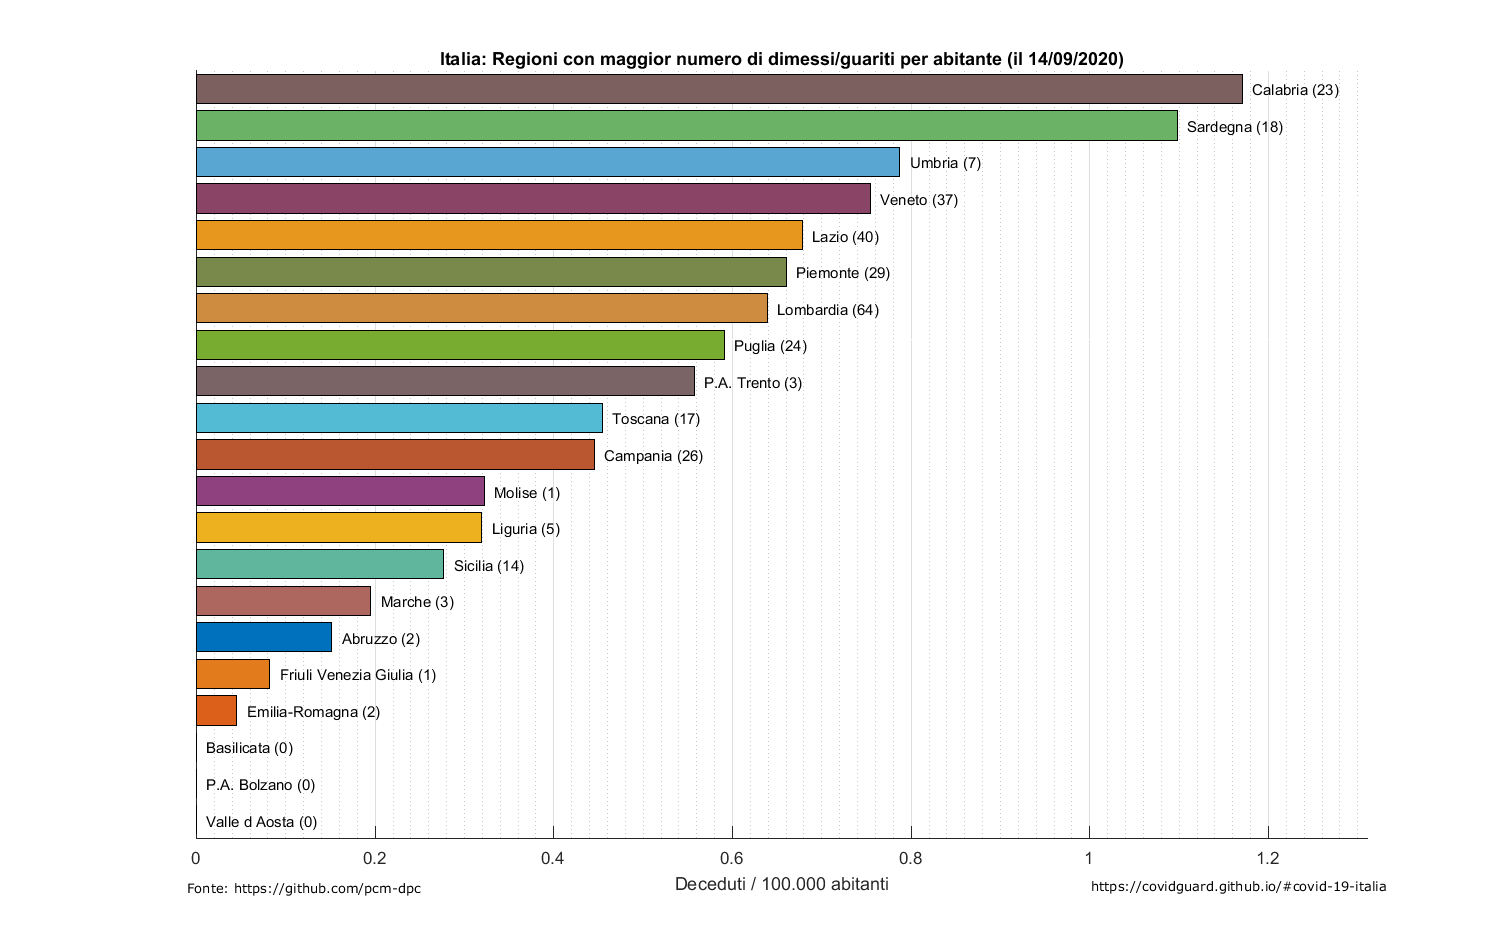 Italia: Regioni con maggior numero di dimessi/guariti per abitante (il 14/09/2020)
Calabria (23)
Sardegna (18)
Umbria (7)
Veneto (37)
Lazio (40)
Piemonte (29)
Lombardia (64)
Puglia (24)
P.A. Trento (3)
Toscana (17)
Campania (26)
Molise (1)
Liguria (5)
Sicilia (14)
Marche (3)
Abruzzo (2)
Friuli Venezia Giulia (1)
Emilia-Romagna (2)
Basilicata (0)
P.A. Bolzano (0)
Valle d Aosta (0)
0 0.2 0.4 0.6 0.8 1 1.2
Deceduti / 100.000 abitanti
Fonte: https://github.com/pcm-dpc
https://covidguard.github.io/#covid-19-italia